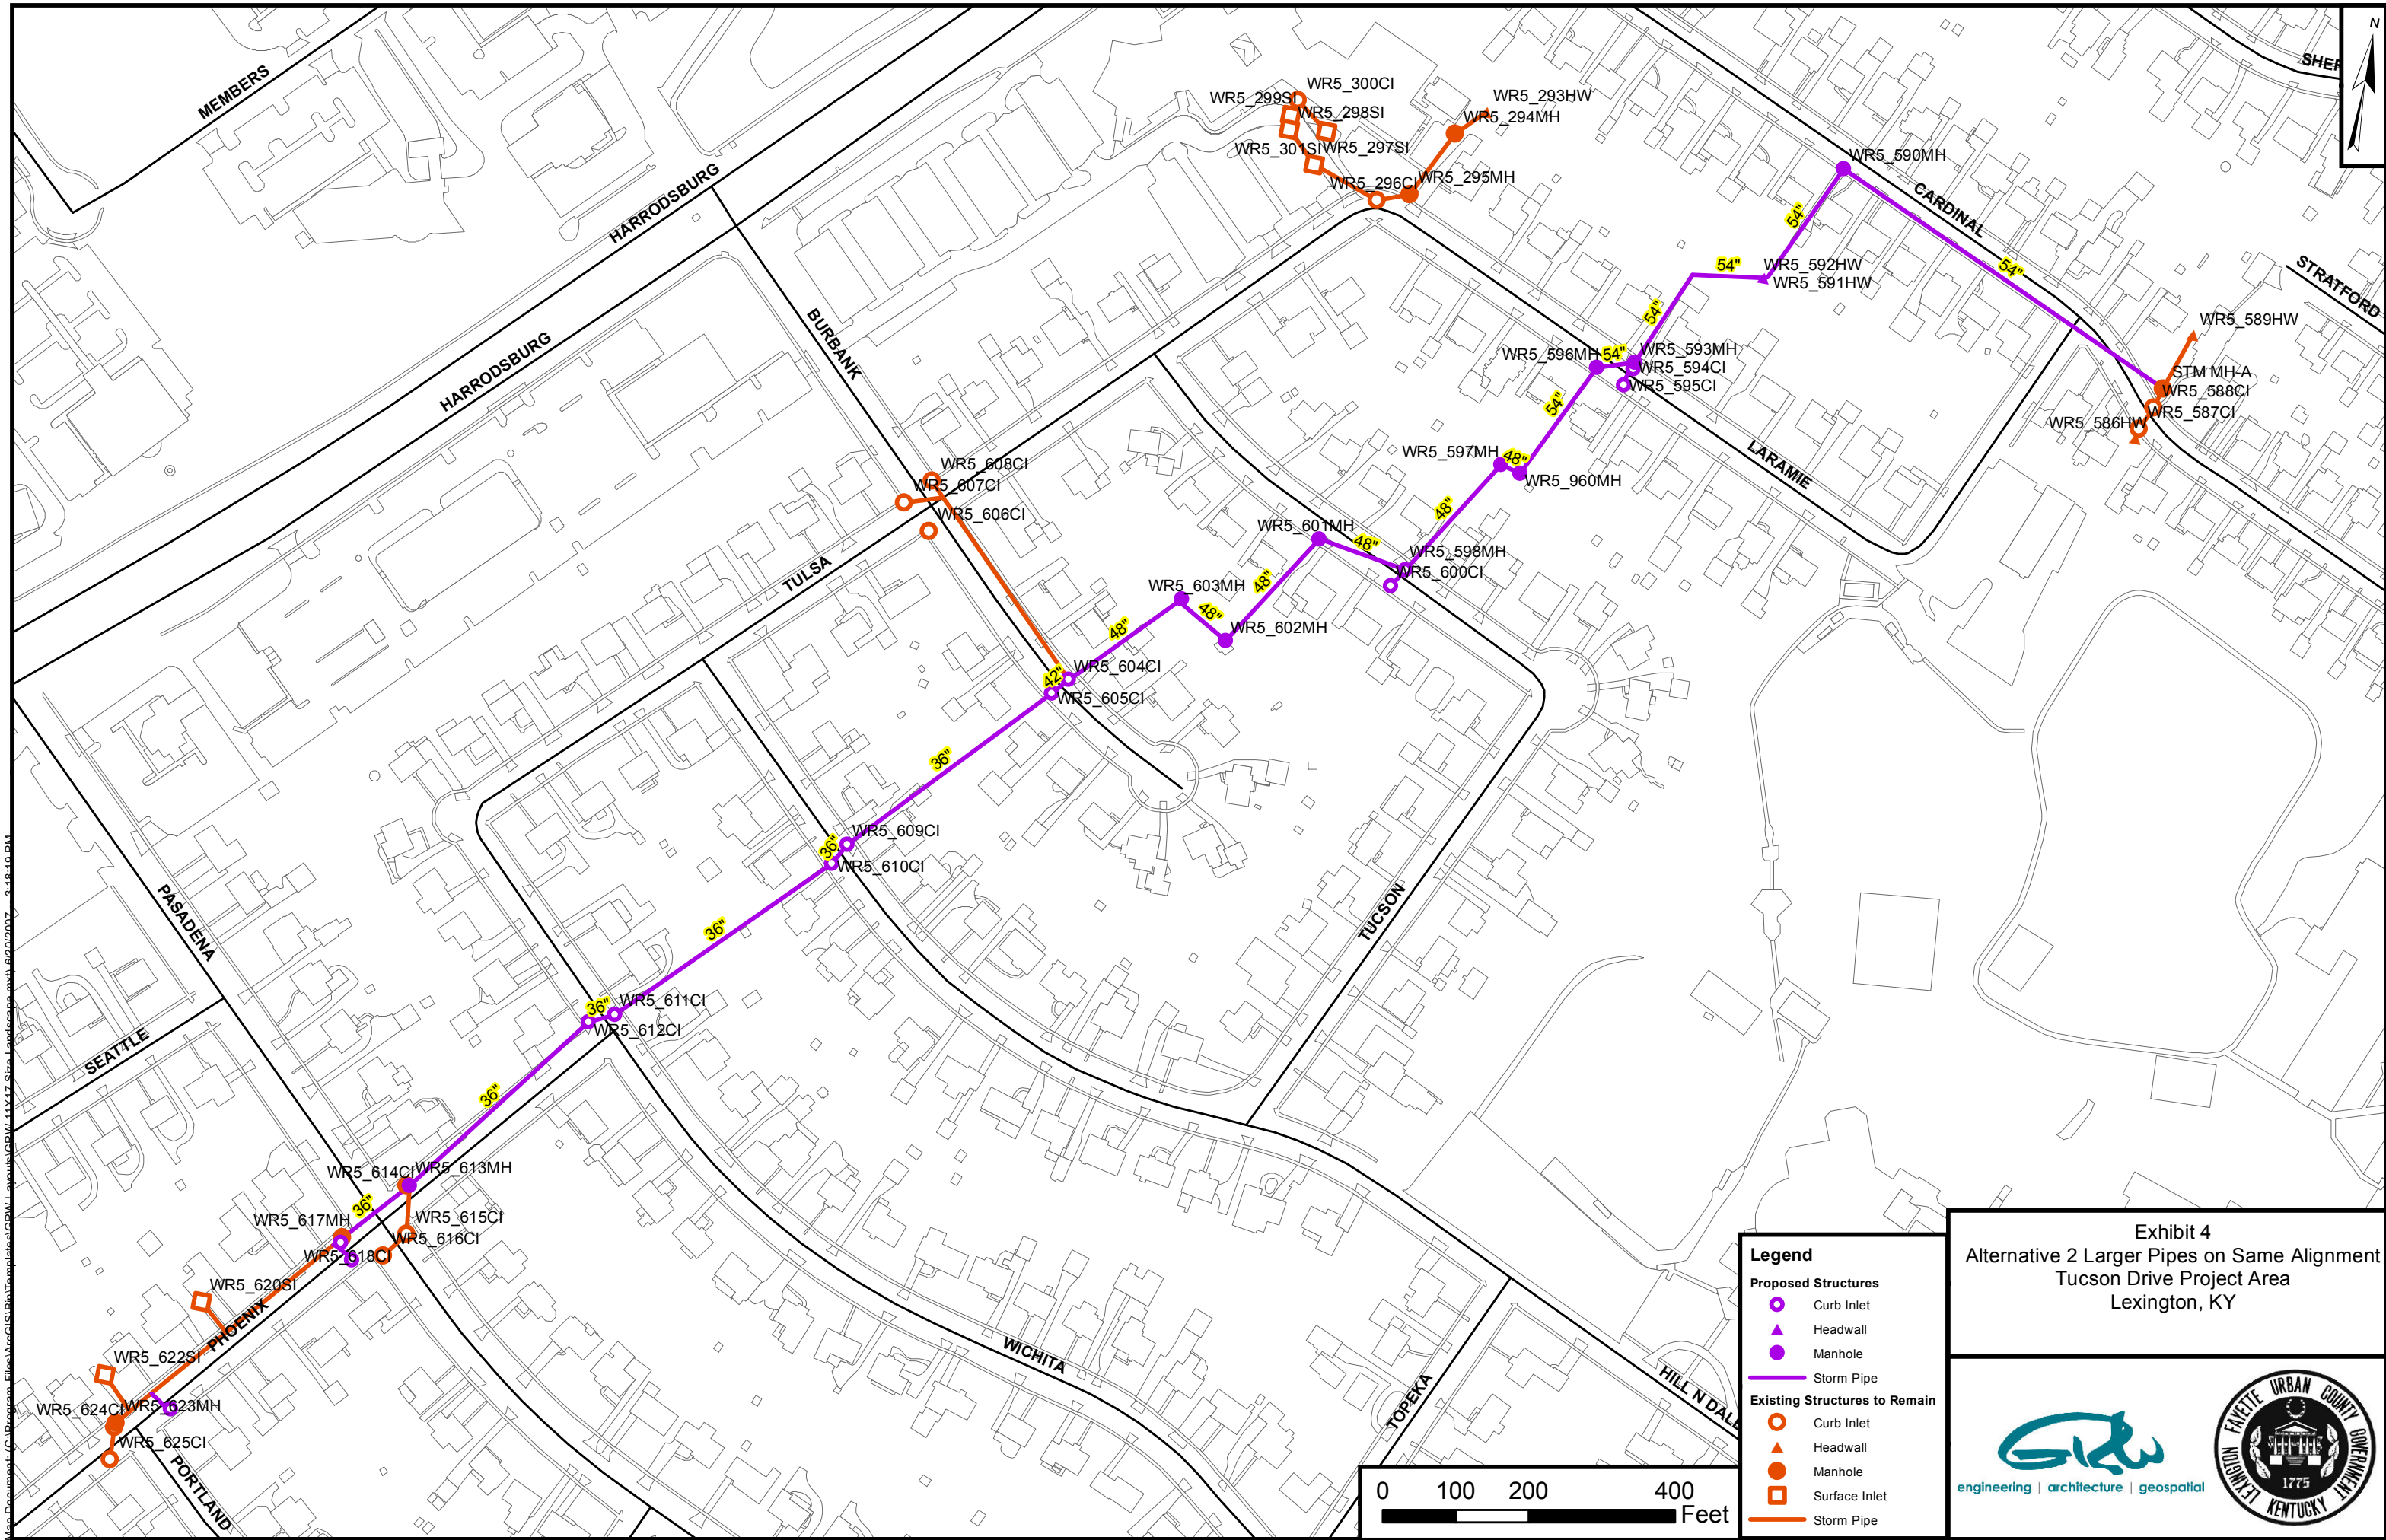 N
SHER
MEMBERS
HARRODSBURG
HARRODSBURG
BURBANK
WR5_300CI
WR5_299SI
WR5_298SI
WR5_301SI
WR5_297SI
WR5_296CI
WR5_293HW
WR5_294MH
WR5_295MH
WR5_590MH
CARDINAL
54"
54"
54"
WR5_592HW
WR5_591HW
STRATFORD
WR5_589HW
STM MH-A
WR5_588CI
WR5_587CI
WR5_586HW
54"
WR5_596MH
54"
WR5_593MH
WR5_594CI
WR5_595CI
54"
LARAMIE
WR5_597MH
48"
WR5_960MH
48"
WR5_608CI
WR5_607CI
WR5_606CI
TULSA
WR5_601MH
48"
WR5_598MH
WR5_600CI
48"
WR5_603MH
48"
WR5_602MH
48"
42"
WR5_604CI
WR5_605CI
36"
WR5_609CI
36"
WR5_610CI
36"
TUCSON
PASADENA
SEATTLE
36"
WR5_611CI
WR5_612CI
36"
WR5_614CI
WR5_613MH
36"
WR5_617MH
WR5_615CI
WR5_616CI
WR5_618CI
WR5_620SI
PHOENIX
WR5_622SI
WR5_624CI
WR5_623MH
WR5_625CI
PORTLAND
WICHITA
TOPEKA
HILL N DALE
0 100 200 400
Feet
Legend
Proposed Structures
Curb Inlet
Headwall
Manhole
Storm Pipe
Existing Structures to Remain
Curb Inlet
Headwall
Manhole
Surface Inlet
Storm Pipe
Exhibit 4
Alternative 2 Larger Pipes on Same Alignment
Tucson Drive Project Area
Lexington, KY
GRW
engineering | architecture | geospatial
FAYETTE URBAN COUNTY GOVERNMENT
LEXINGTON KENTUCKY
1775